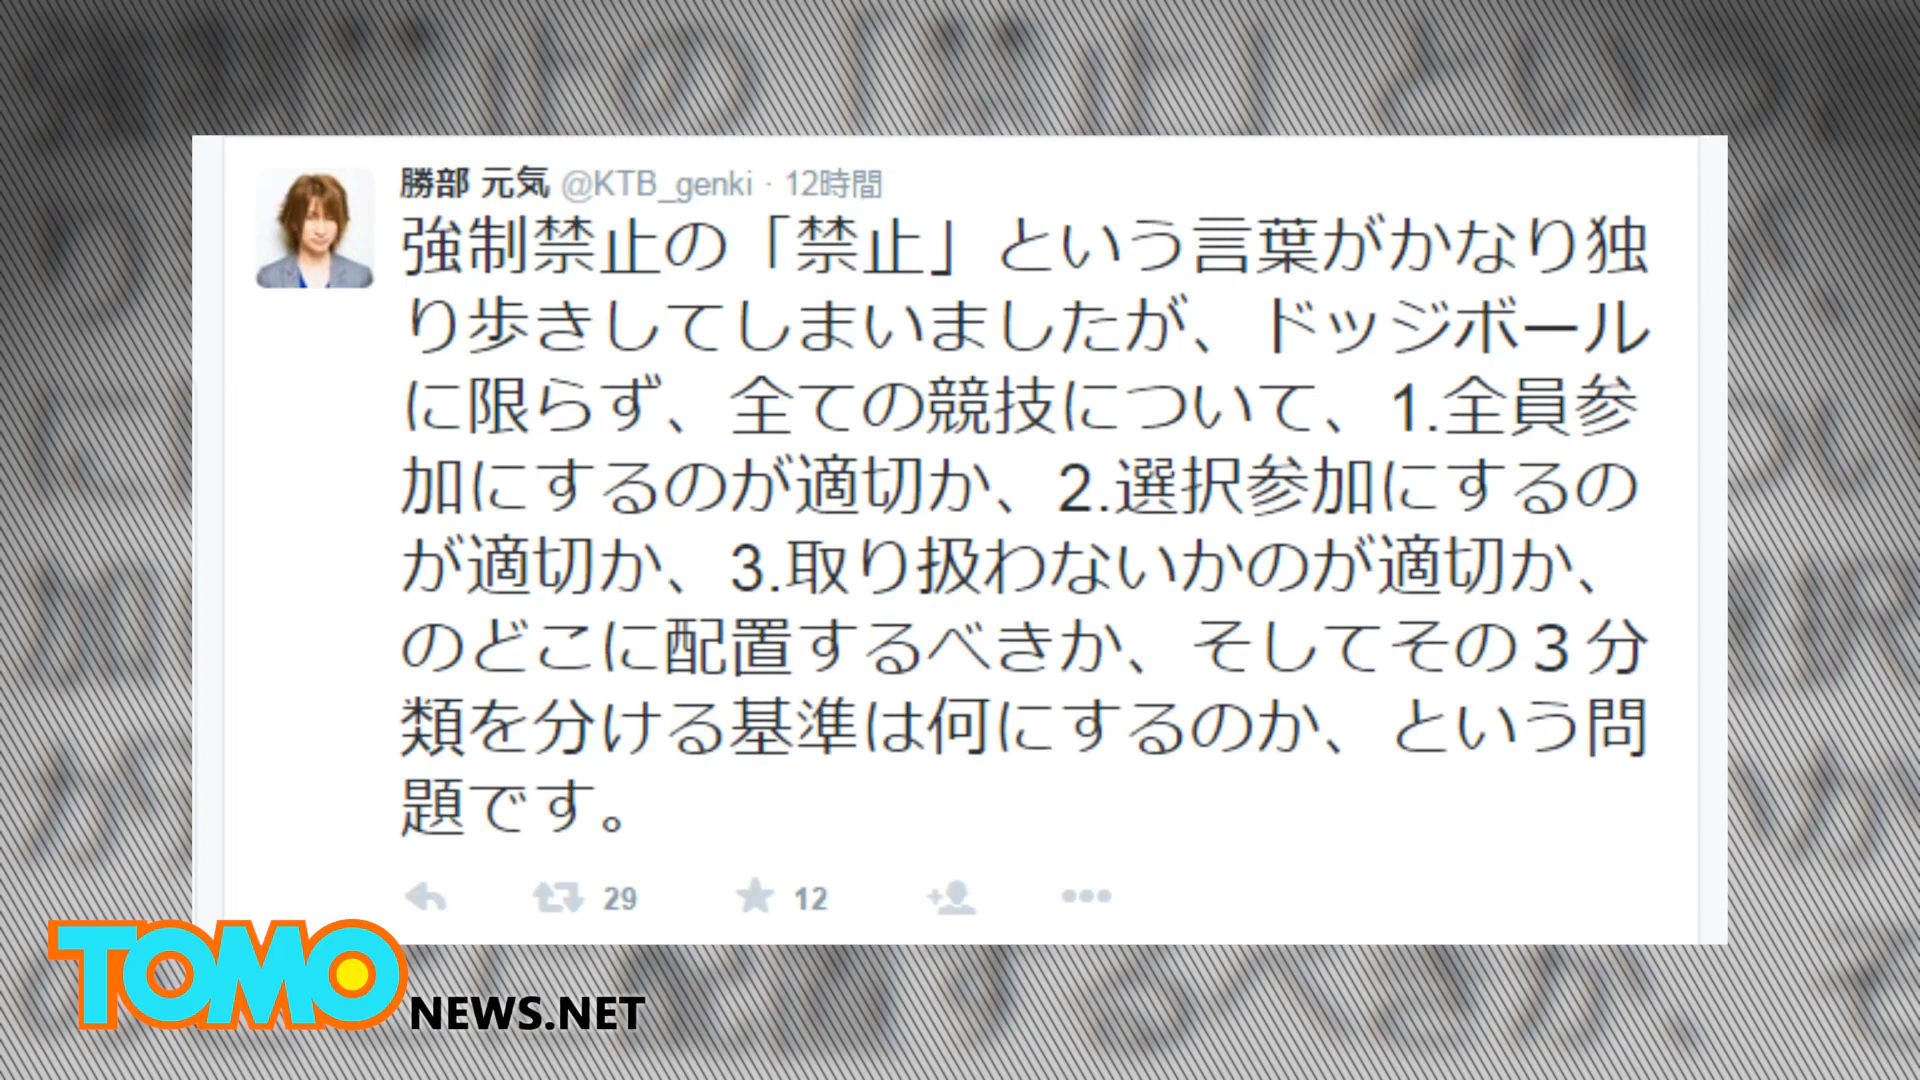 勝部 元気 @KTB_genki · 12時間
強制禁止の「禁止」という言葉がかなり独
り歩きしてしまいましたが、ドッジボール
に限らず、全ての競技について、1.全員参
加にするのが適切か、2.選択参加にするの
が適切か、3.取り扱わないかのが適切か、
のどこに配置するべきか、そしてその３分
類を分ける基準は何にするのか、という問
題です。
29 12
TOMO NEWS.NET